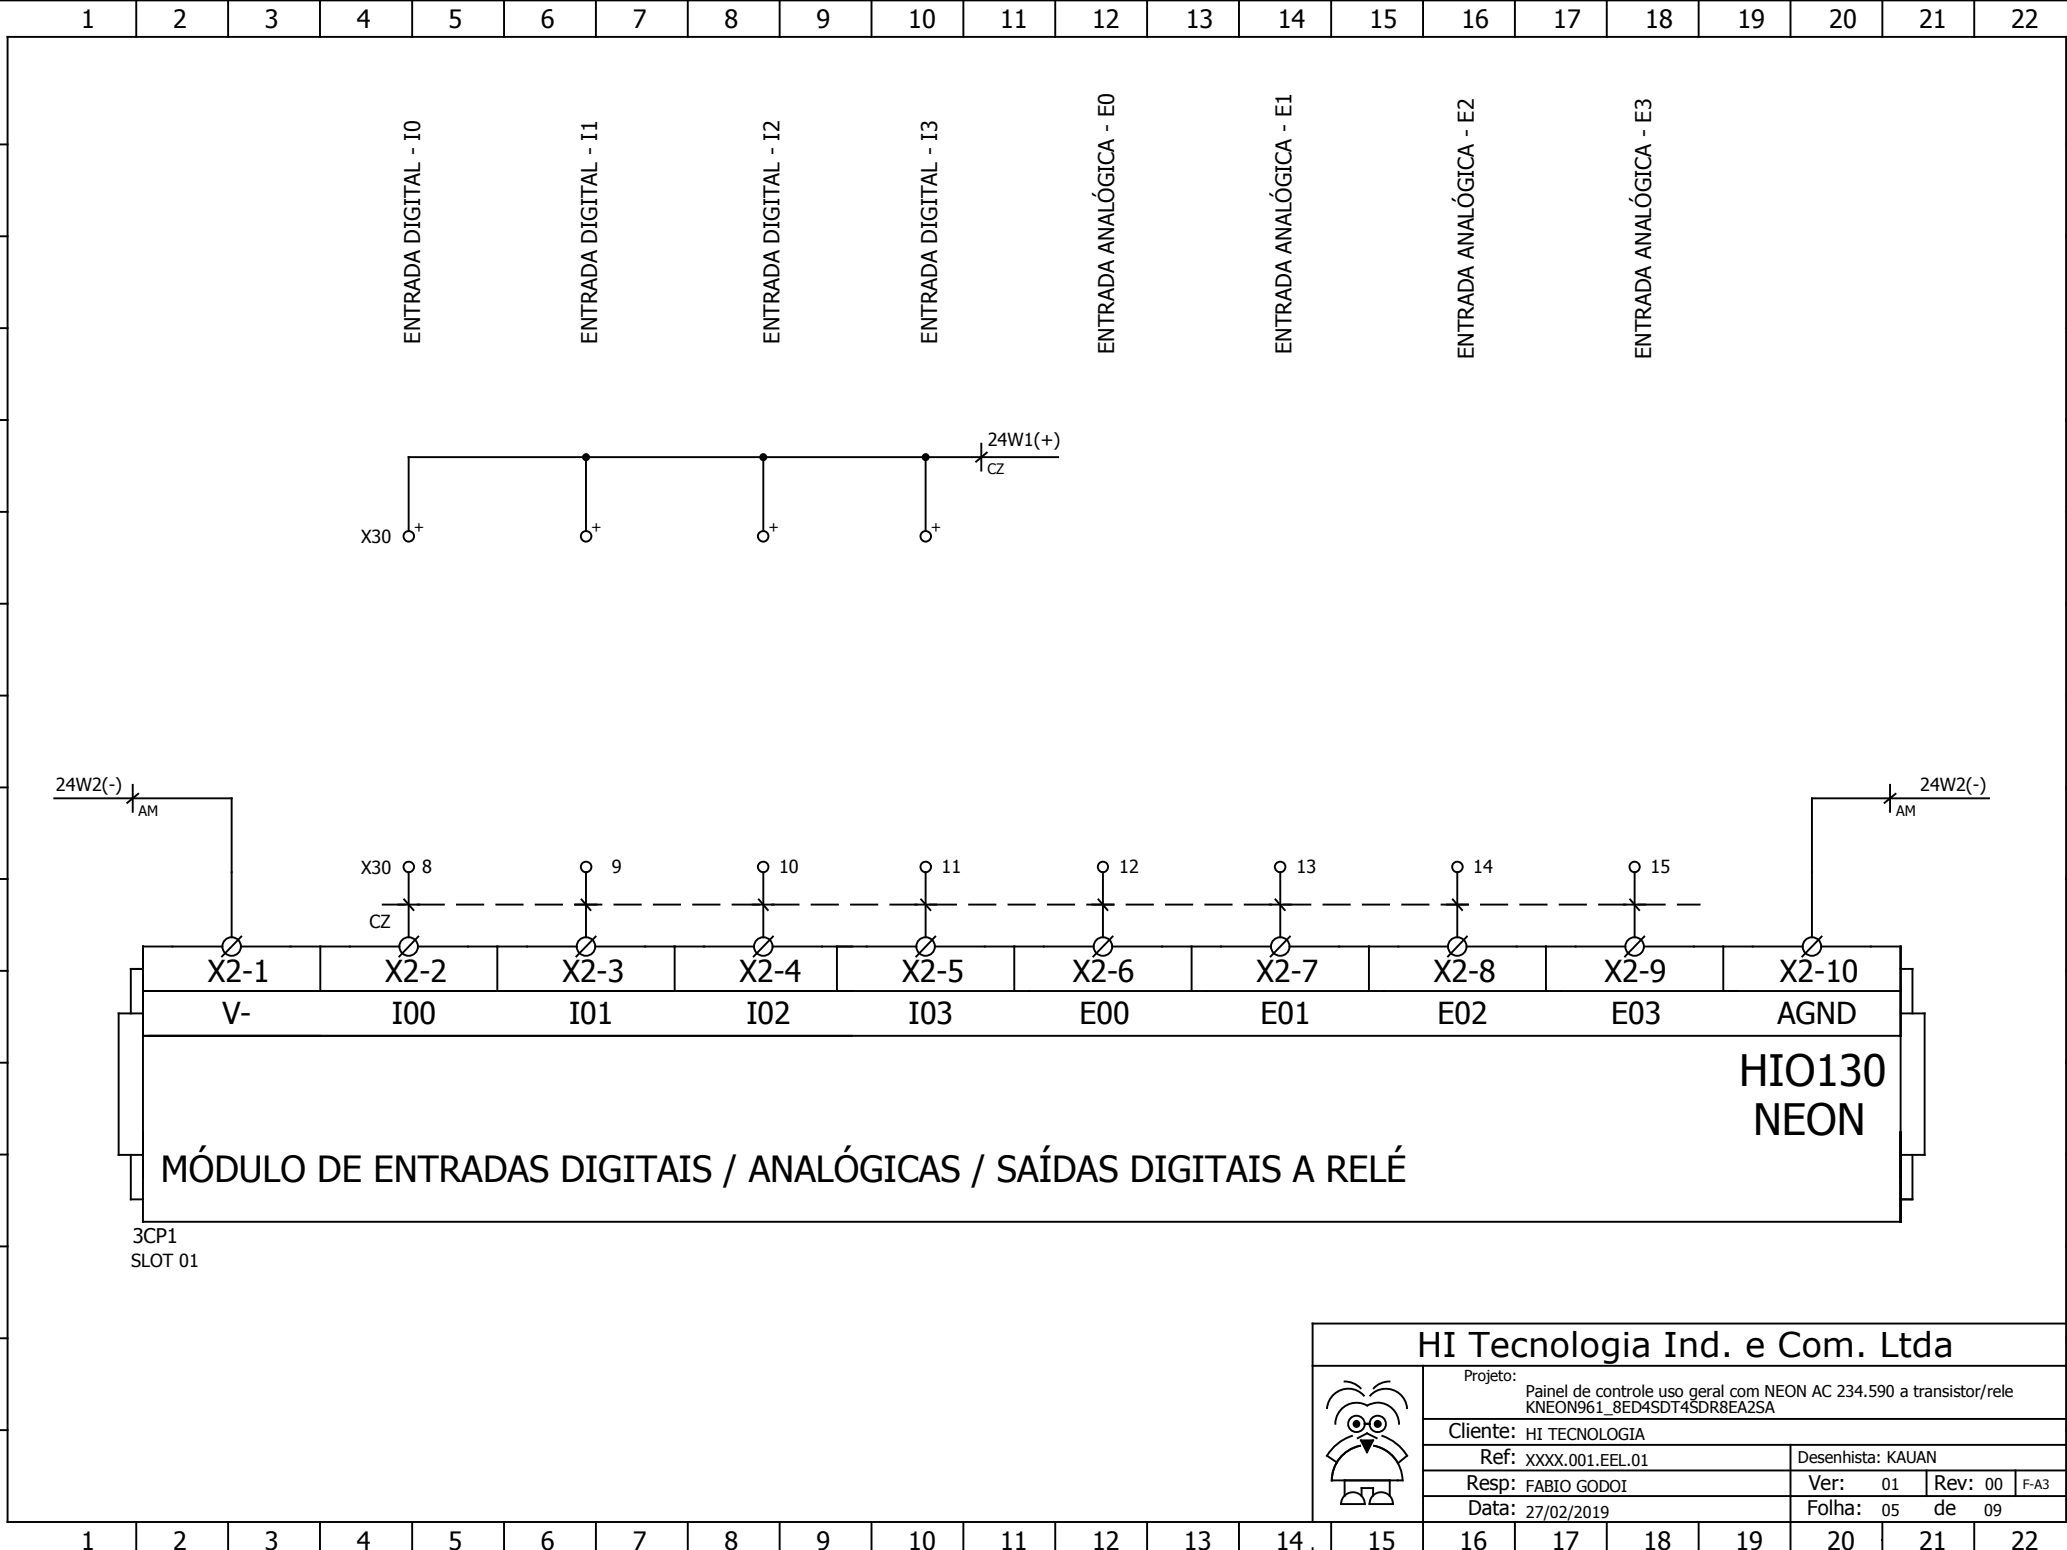 1 2 3 4 5 6 7 8 9 10 11 12 13 14 15 16 17 18 19 20 21 22
ENTRADA DIGITAL - I0
ENTRADA DIGITAL - I1
ENTRADA DIGITAL - I2
ENTRADA DIGITAL - I3
ENTRADA ANALÓGICA - E0
ENTRADA ANALÓGICA - E1
ENTRADA ANALÓGICA - E2
ENTRADA ANALÓGICA - E3
24W1(+)
CZ
X30 + + + +
24W2(-)
AM
24W2(-)
AM
X30 8 9 10 11 12 13 14 15
CZ
X2-1 X2-2 X2-3 X2-4 X2-5 X2-6 X2-7 X2-8 X2-9 X2-10
V- I00 I01 I02 I03 E00 E01 E02 E03 AGND
HIO130
NEON
MÓDULO DE ENTRADAS DIGITAIS / ANALÓGICAS / SAÍDAS DIGITAIS A RELÉ
3CP1
SLOT 01
HI Tecnologia Ind. e Com. Ltda
Projeto:
Painel de controle uso geral com NEON AC 234.590 a transistor/rele
KNEON961_8ED4SDT4SDR8EA2SA
Cliente: HI TECNOLOGIA
Ref: XXXX.001.EEL.01 Desenhista: KAUAN
Resp: FABIO GODOI Ver: 01 Rev: 00 F-A3
Data: 27/02/2019 Folha: 05 de 09
1 2 3 4 5 6 7 8 9 10 11 12 13 14 . 15 16 17 18 19 20 21 22